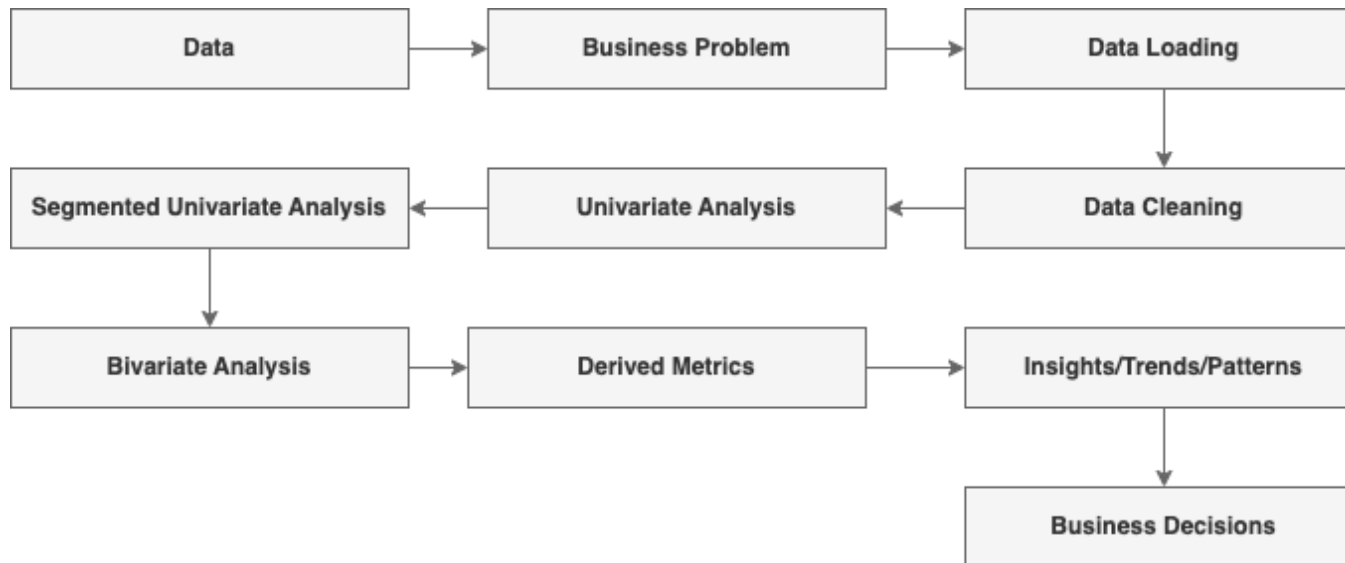 Data
Business Problem
Data Loading
Segmented Univariate Analysis
Univariate Analysis
Data Cleaning
Bivariate Analysis
Derived Metrics
Insights/Trends/Patterns
Business Decisions